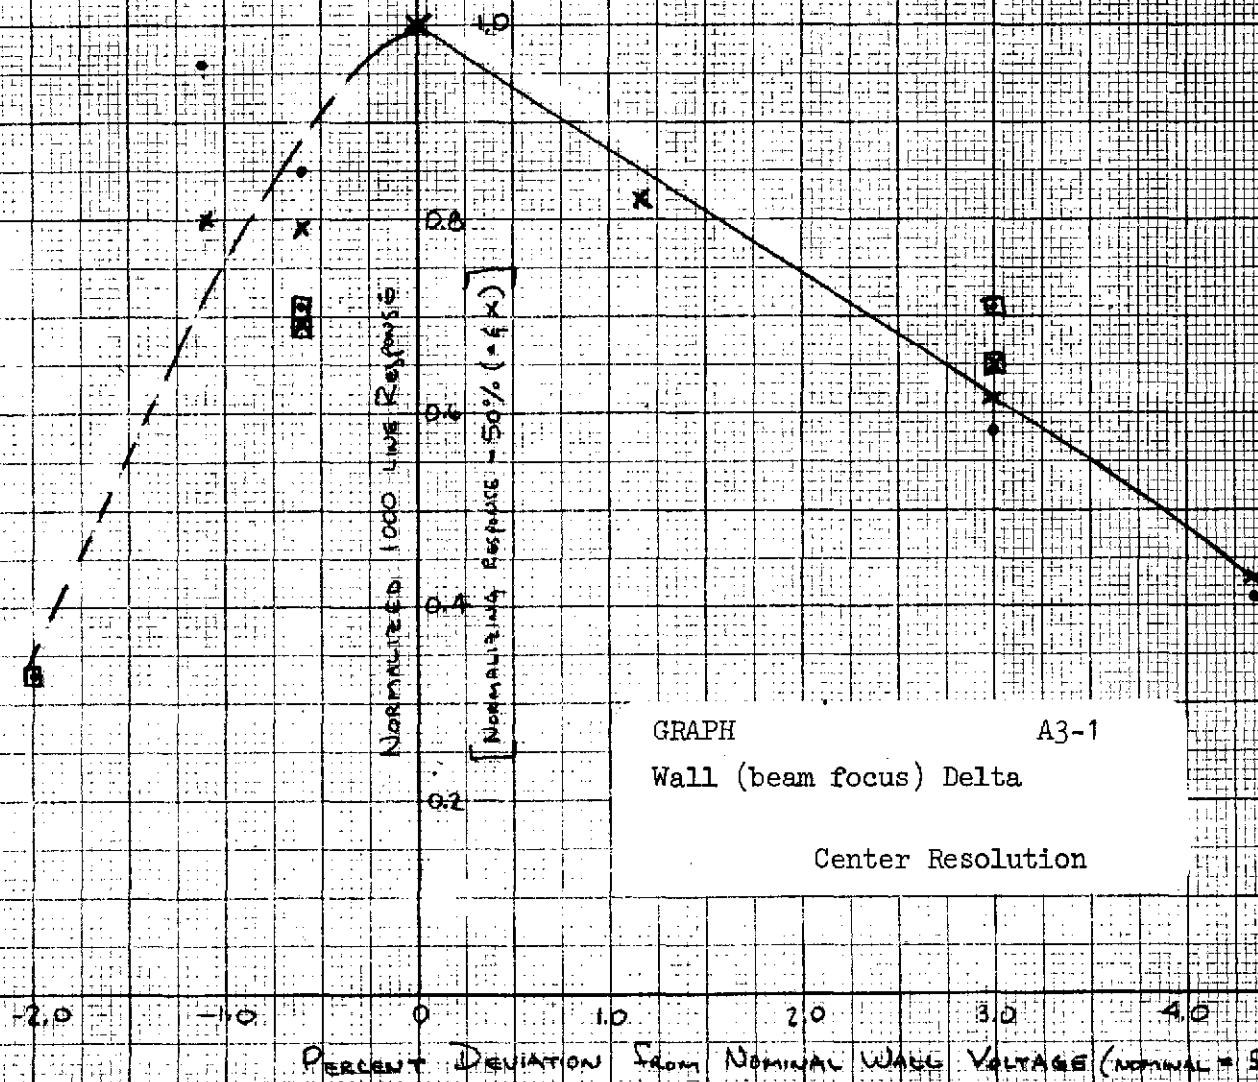 1.0
0.8
0.6
0.4
0.2
NORMALIZED 1000 LINE RESPONSE
[NORMALIZING RESPONSE - 50% (• & X)]
GRAPH A3-1
Wall (beam focus) Delta
Center Resolution
-2.0 -1.0 0 1.0 2.0 3.0 4.0
PERCENT DEVIATION FROM NOMINAL WALL VOLTAGE (NOMINAL =